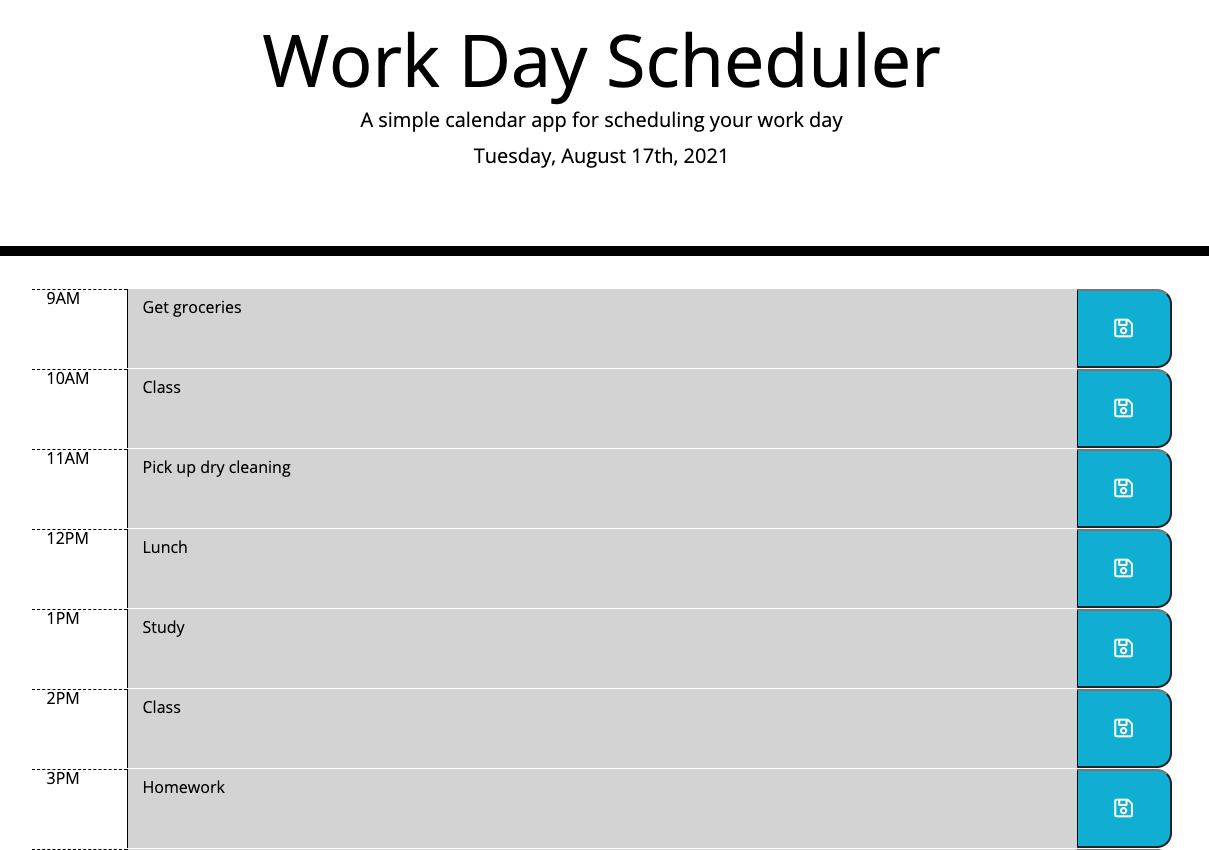 Work Day Scheduler
A simple calendar app for scheduling your work day
Tuesday, August 17th, 2021
9AM
Get groceries
10AM
Class
11AM
Pick up dry cleaning
12PM
Lunch
1PM
Study
2PM
Class
3PM
Homework